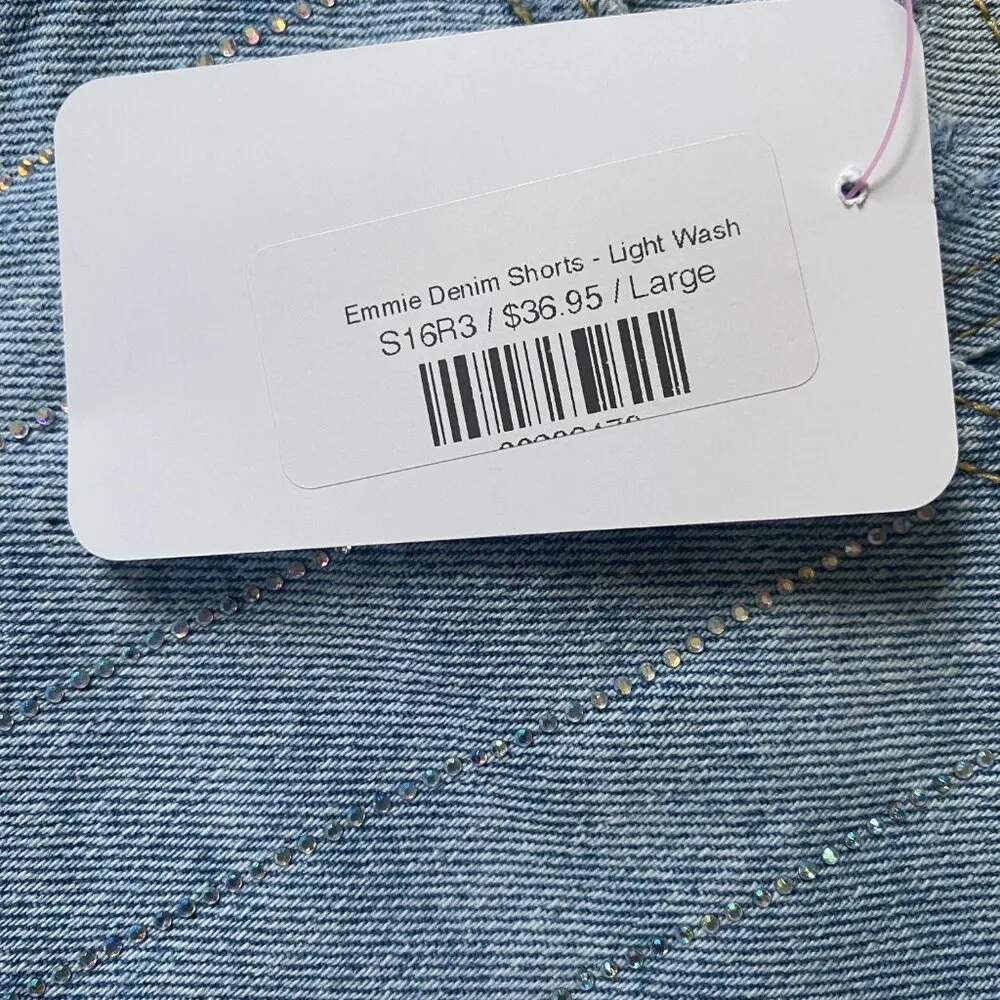 Emmie Denim Shorts - Light Wash
S16R3 / $36.95 / Large